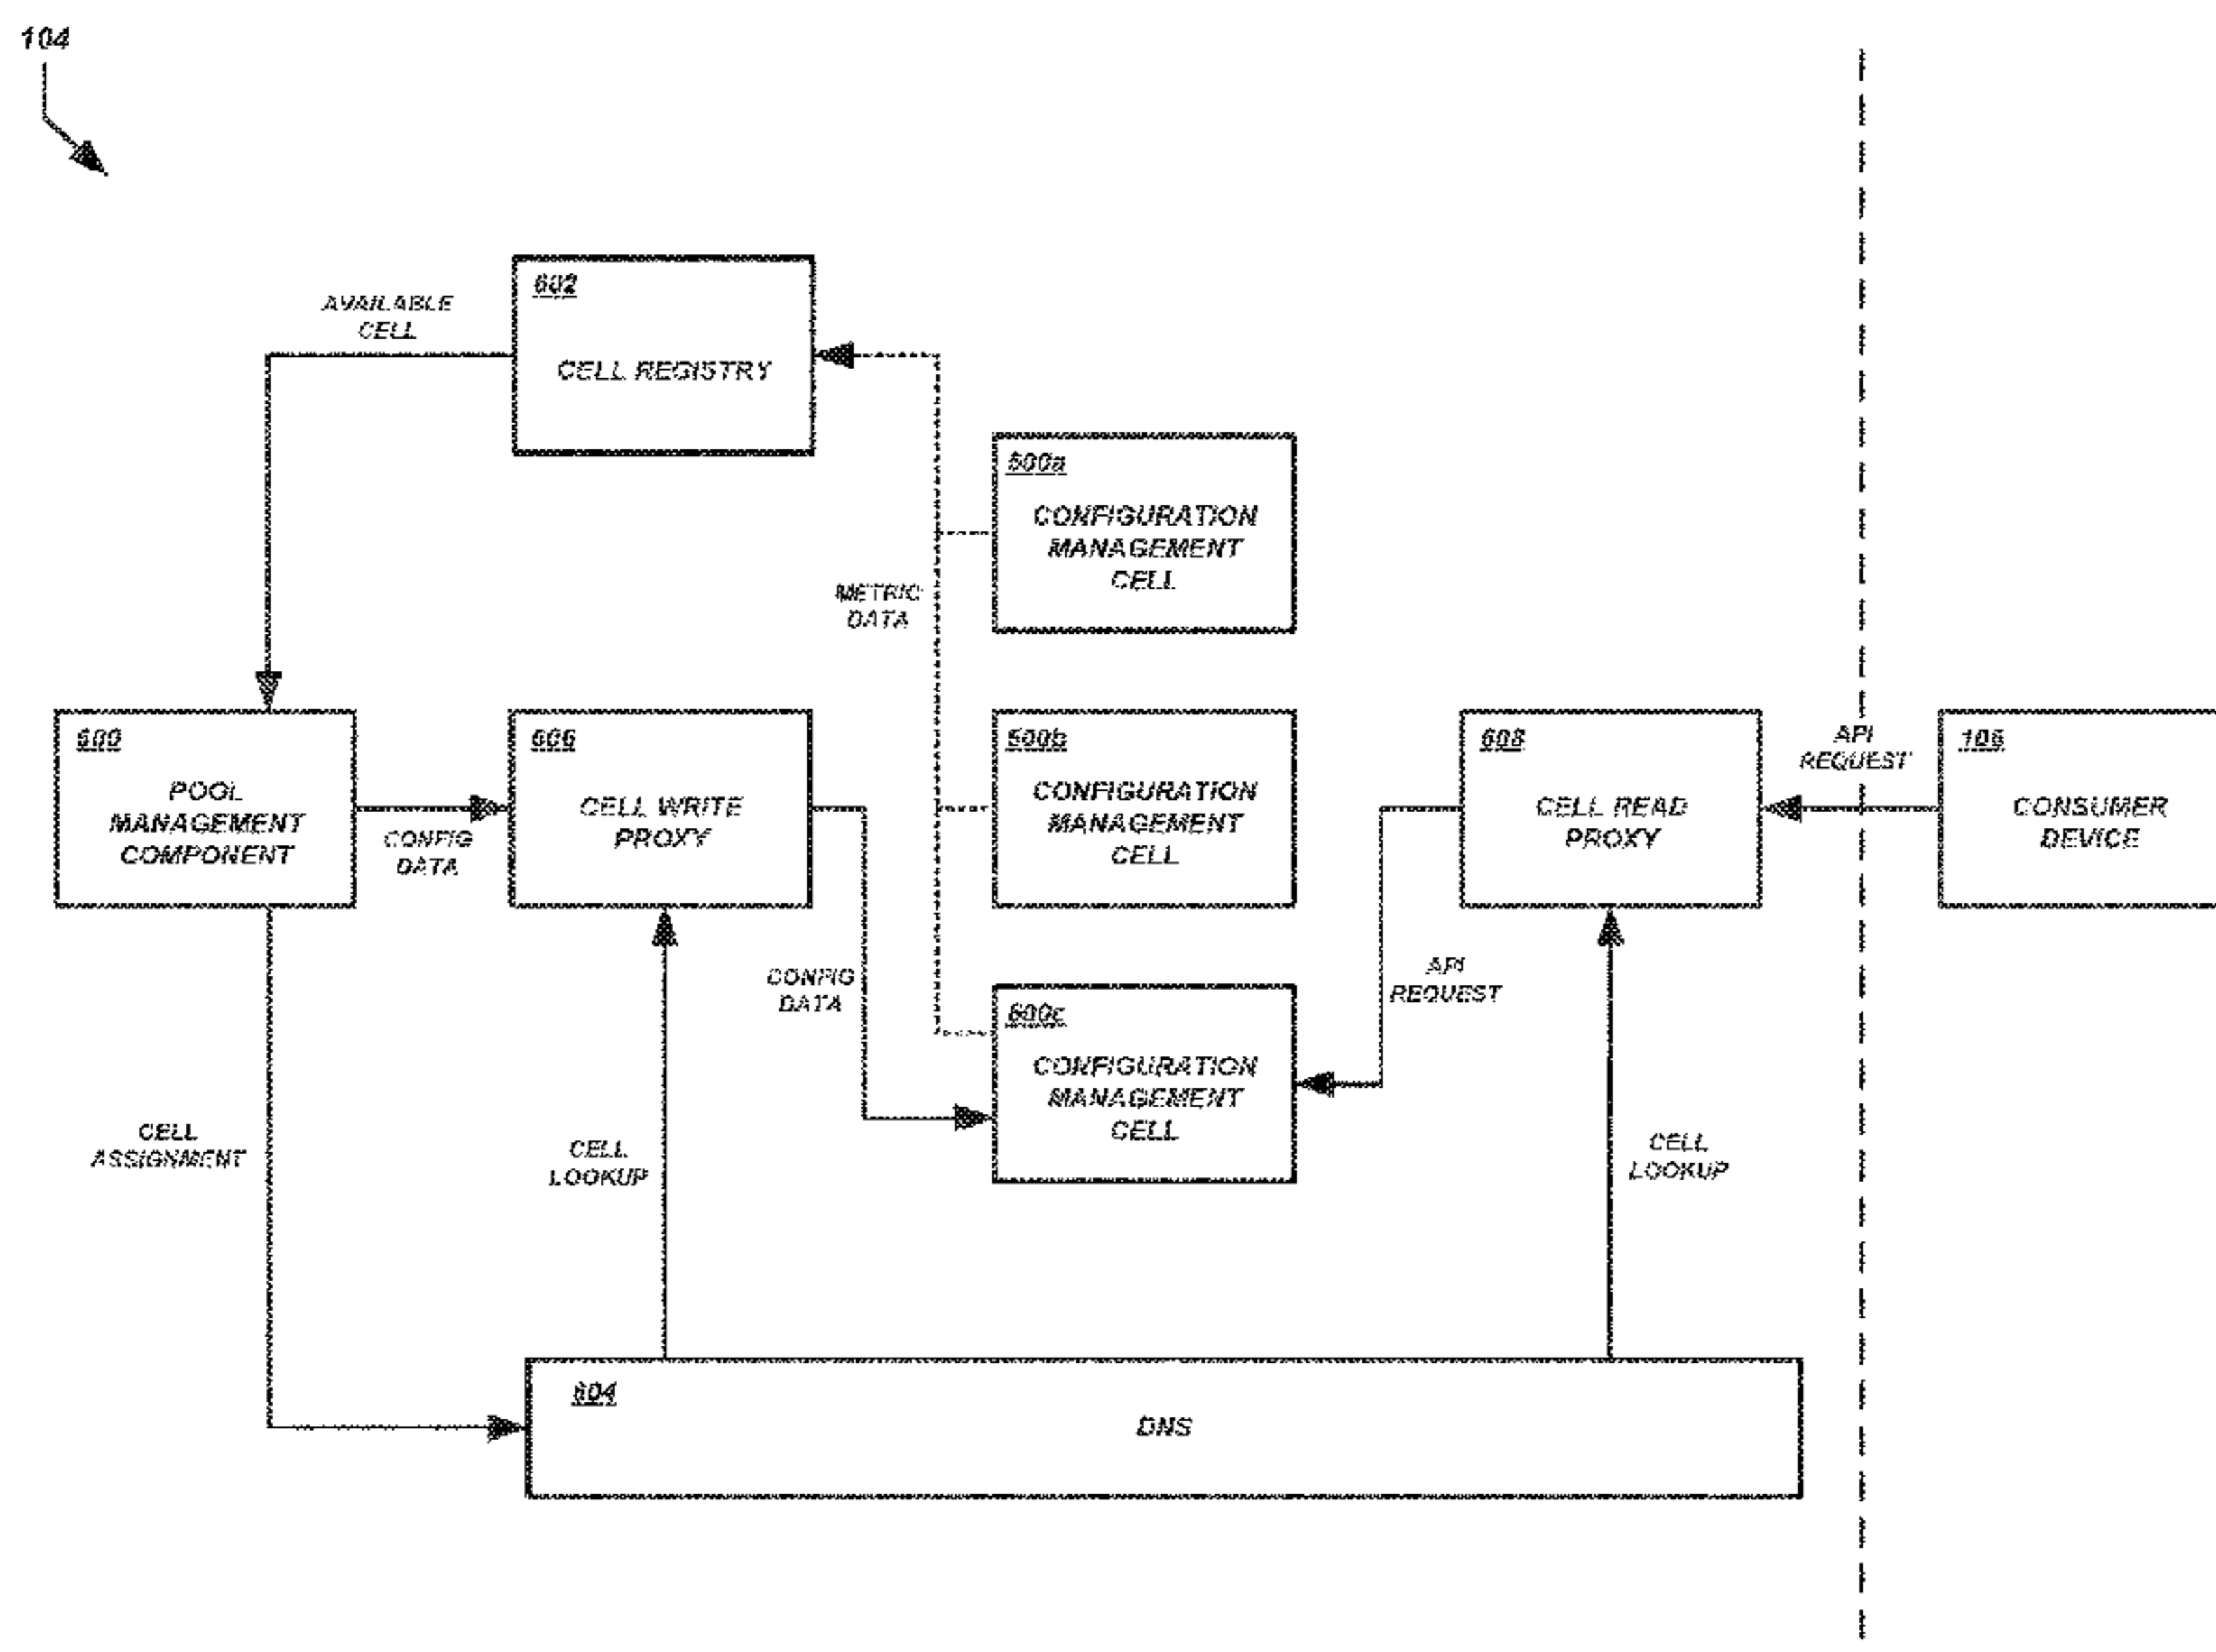 104
602
CELL REGISTRY
AVAILABLE
CELL
500a
CONFIGURATION
MANAGEMENT
CELL
METRIC
DATA
600
POOL
MANAGEMENT
COMPONENT
CONFIG
DATA
606
CELL WRITE
PROXY
500b
CONFIGURATION
MANAGEMENT
CELL
608
CELL READ
PROXY
API
REQUEST
106
CONSUMER
DEVICE
CONFIG
DATA
500c
CONFIGURATION
MANAGEMENT
CELL
API
REQUEST
CELL
ASSIGNMENT
CELL
LOOKUP
CELL
LOOKUP
604
DNS